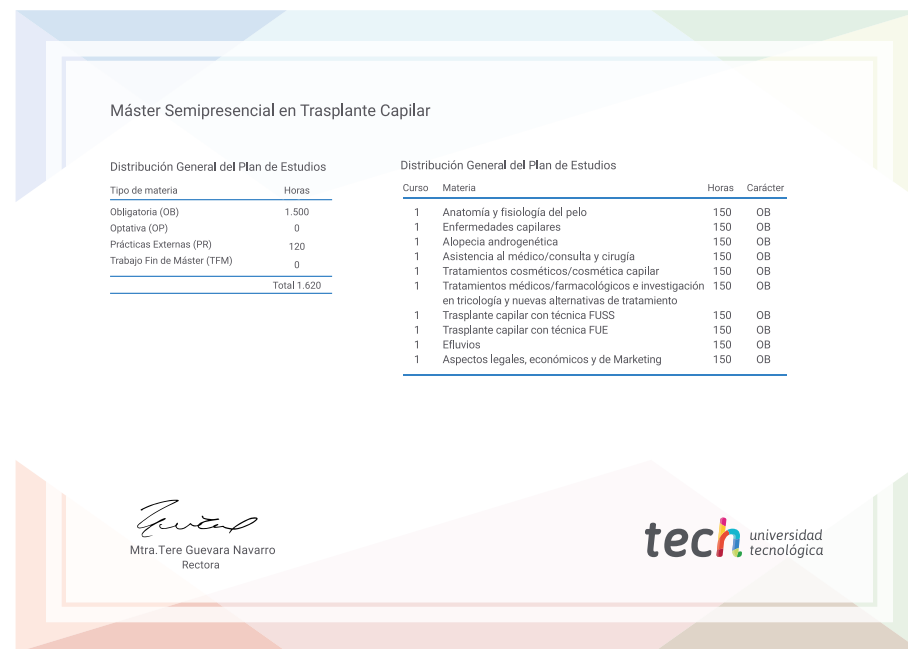 Máster Semipresencial en Trasplante Capilar
Distribución General del Plan de Estudios
Tipo de materia Horas
Obligatoria (OB) 1.500
Optativa (OP) 0
Prácticas Externas (PR) 120
Trabajo Fin de Máster (TFM) 0
Total 1.620
Distribución General del Plan de Estudios
Curso Materia Horas Carácter
1 Anatomía y fisiología del pelo 150 OB
1 Enfermedades capilares 150 OB
1 Alopecia androgenética 150 OB
1 Asistencia al médico/consulta y cirugía 150 OB
1 Tratamientos cosméticos/cosmética capilar 150 OB
1 Tratamientos médicos/farmacológicos e investigación 150 OB
en tricología y nuevas alternativas de tratamiento
1 Trasplante capilar con técnica FUSS 150 OB
1 Trasplante capilar con técnica FUE 150 OB
1 Efluvios 150 OB
1 Aspectos legales, económicos y de Marketing 150 OB
Mtra.Tere Guevara Navarro
Rectora
tech universidad
tecnológica